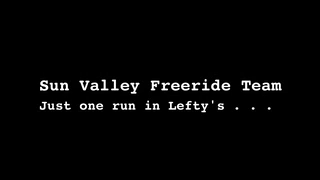 Sun Valley Freeride Team
Just one run in Lefty's . . .